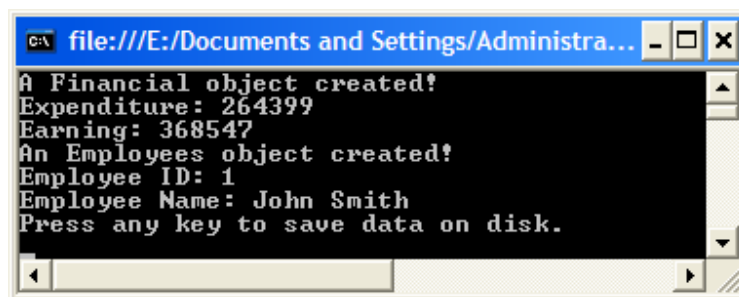 file:///E:/Documents and Settings/Administra...
A Financial object created!
Expenditure: 264399
Earning: 368547
An Employees object created!
Employee ID: 1
Employee Name: John Smith
Press any key to save data on disk.